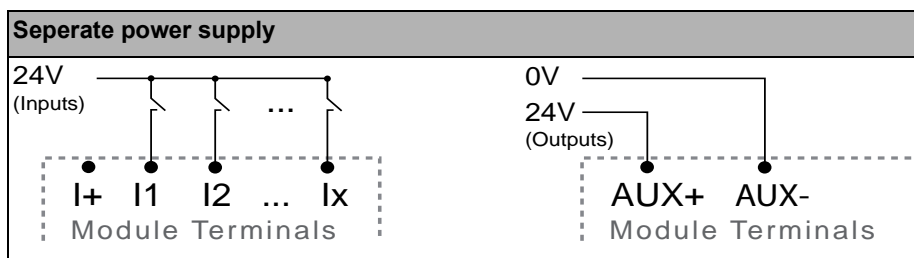 Seperate power supply
24V
(Inputs)
...
I+ I1 I2 ... Ix
Module Terminals
0V
24V
(Outputs)
AUX+ AUX-
Module Terminals